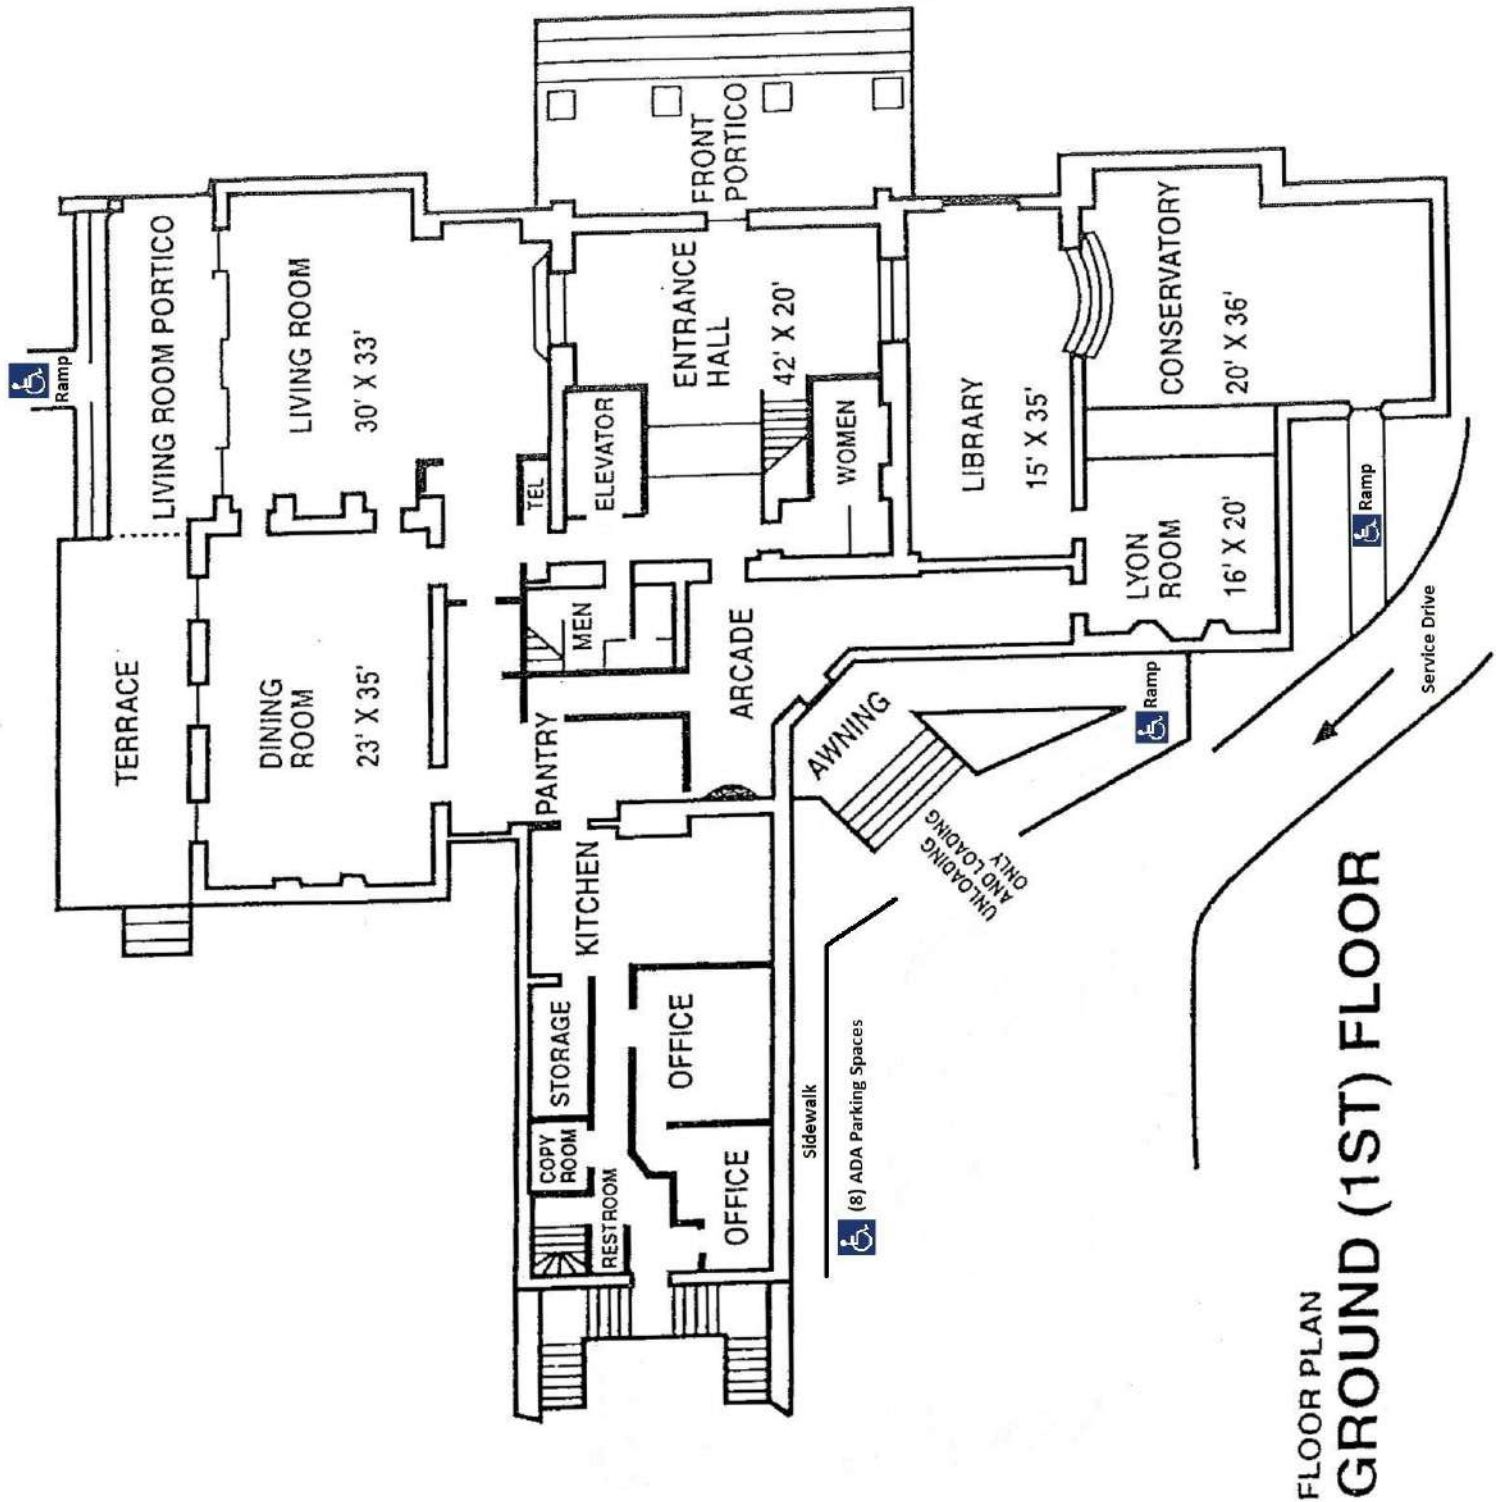 Ramp
LIVING ROOM PORTICO
TERRACE
LIVING ROOM
30' X 33'
DINING
ROOM
23' X 35'
TEL
ELEVATOR
MEN
PANTRY
KITCHEN
STORAGE
COPY
ROOM
RESTROOM
OFFICE
OFFICE
FRONT
PORTICO
ENTRANCE
HALL
42' X 20'
WOMEN
ARCADE
AWNING
UNLOADING
AND LOADING
ONLY
LIBRARY
15' X 35'
CONSERVATORY
20' X 36'
LYON
ROOM
16' X 20'
Ramp
Ramp
Service Drive
Sidewalk
(8) ADA Parking Spaces
FLOOR PLAN
GROUND (1ST) FLOOR